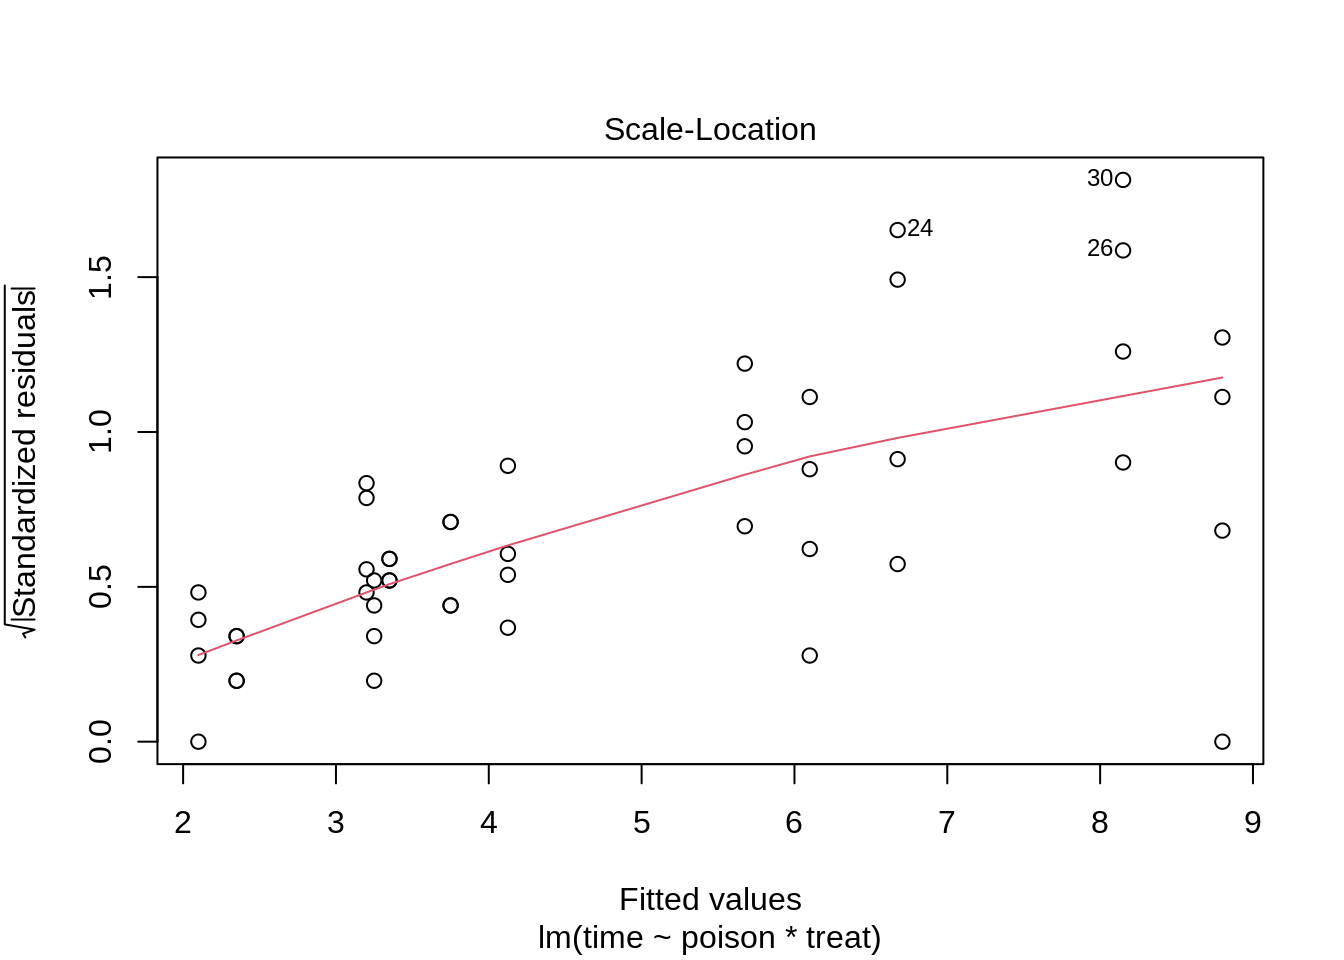 Scale-Location
√|Standardized residuals|
1.5
1.0
0.5
0.0
30
24
26
2 3 4 5 6 7 8 9
Fitted values
lm(time ~ poison * treat)